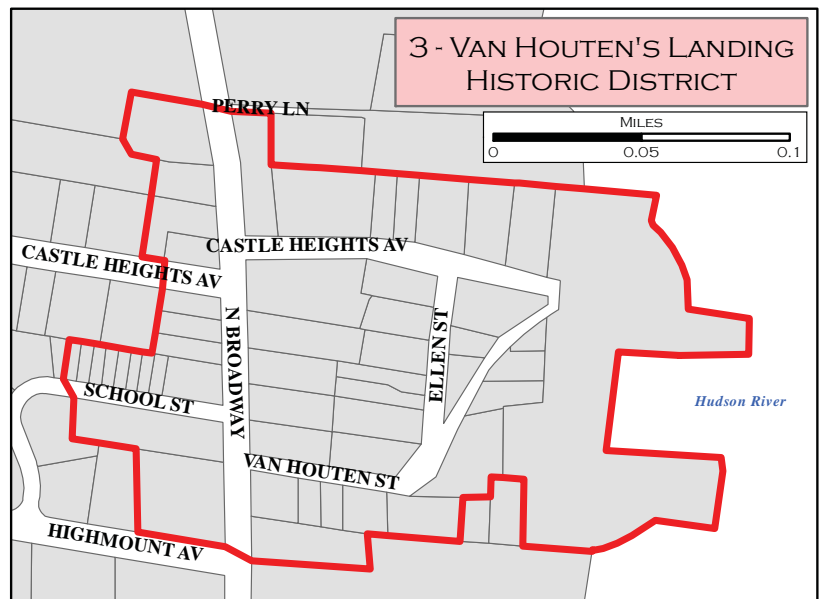 3 - Van Houten's Landing
Historic District
Miles
0 0.05 0.1
PERRY LN
CASTLE HEIGHTS AV
CASTLE HEIGHTS AV
N BROADWAY
ELLEN ST
SCHOOL ST
Hudson River
VAN HOUTEN ST
HIGHMOUNT AV